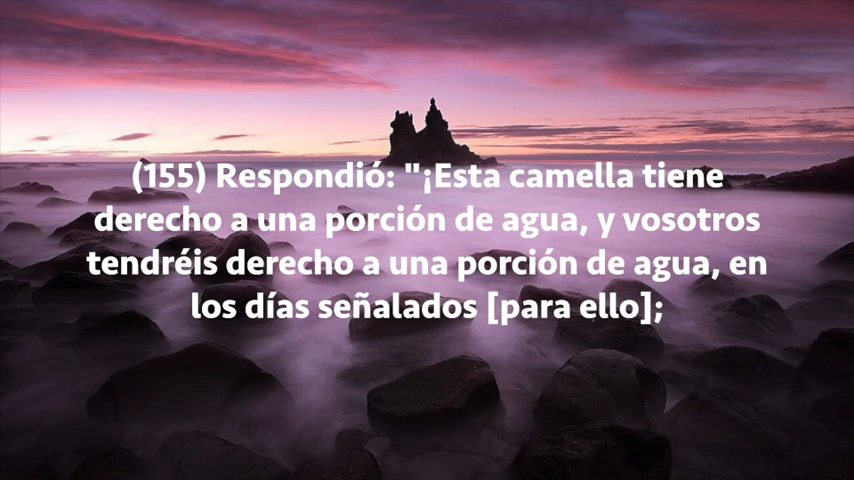 (155) Respondió: "¡Esta camella tiene
derecho a una porción de agua, y vosotros
tendréis derecho a una porción de agua, en
los días señalados [para ello];